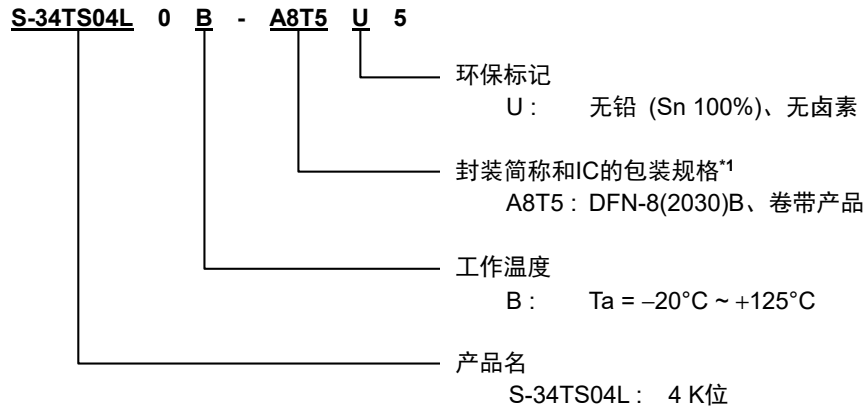 S-34TS04L 0 B - A8T5 U 5
环保标记
U : 无铅 (Sn 100%)、无卤素
封装简称和IC的包装规格*1
A8T5 : DFN-8(2030)B、卷带产品
工作温度
B : Ta = −20°C ~ +125°C
产品名
S-34TS04L : 4 K位